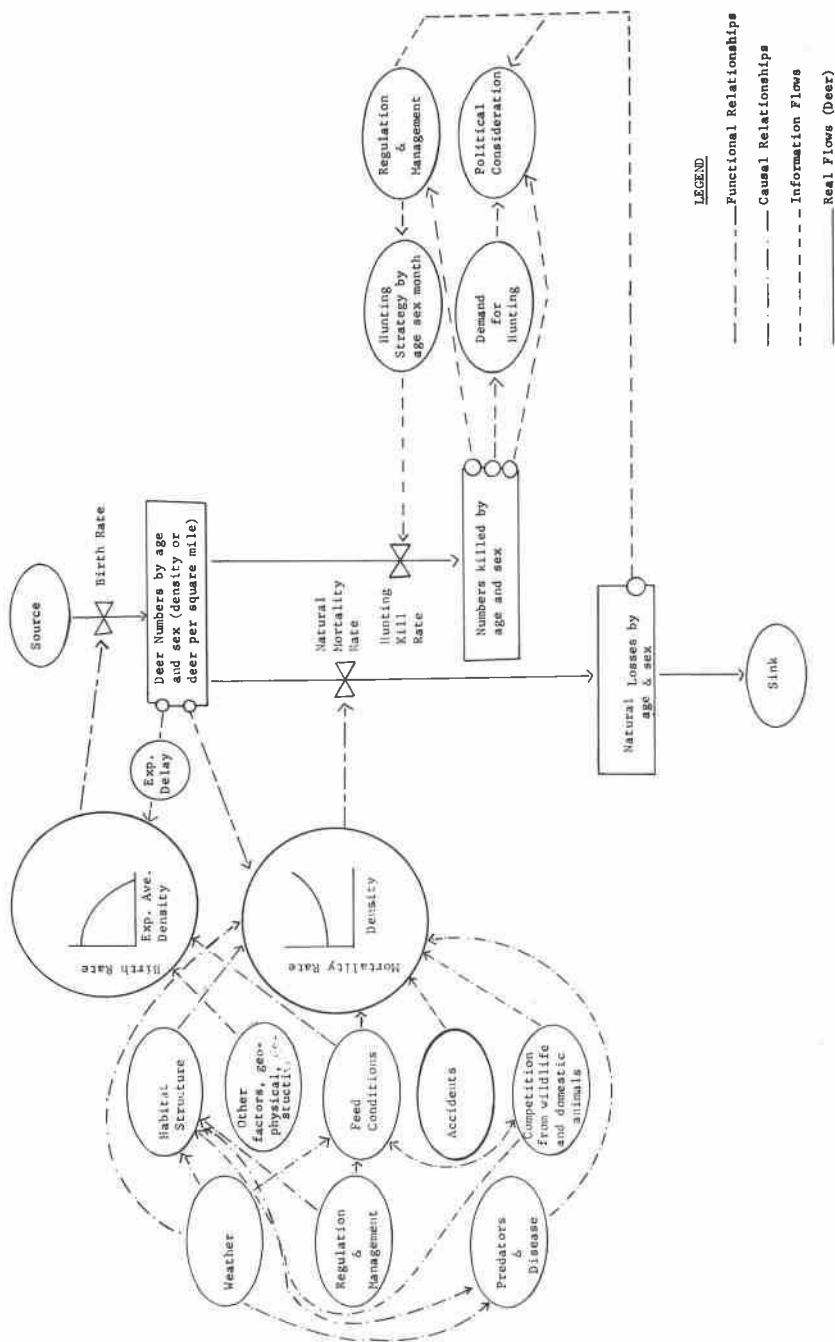 Source
Birth Rate
Deer Numbers by age
and sex (density or
deer per square mile)
Exp.
Delay
Birth Rate
Exp. Ave.
Density
Mortality Rate
Density
Natural
Mortality
Rate
Hunting
Kill
Rate
Weather
Habitat
Structure
Other
factors, geo-
physical,
Regulation
&
Management
Feed
Conditions
Accidents
Predators
&
Disease
Competition
from wildlife
and domestic
animals
Hunting
Strategy by
age sex month
Regulation
&
Management
Numbers killed by
age and sex
Demand
for
Hunting
Political
Consideration
Natural Losses by
age & sex
Sink
LEGEND
Functional Relationships
Causal Relationships
Information Flows
Real Flows (Deer)